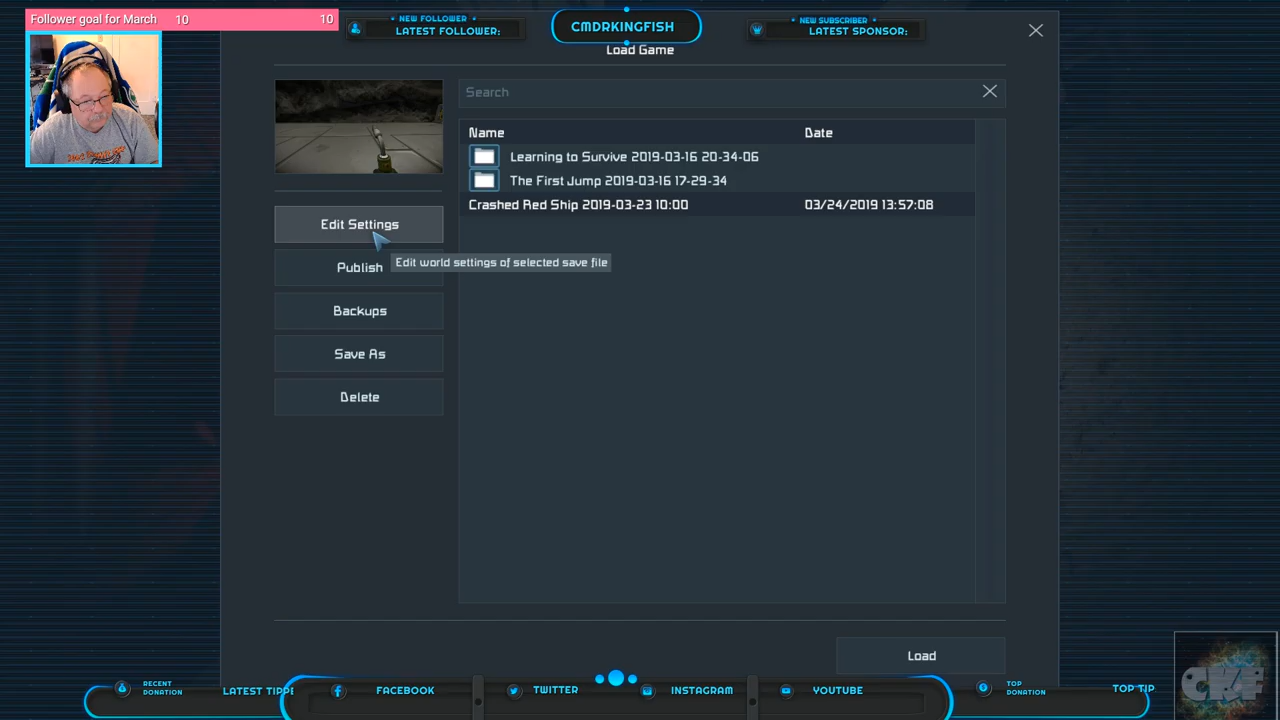 Follower goal for March 10 10
NEW FOLLOWER
LATEST FOLLOWER:
CMDRKINGFISH
NEW SUBSCRIBER
LATEST SPONSOR:
Load Game
Search
Name Date
Learning to Survive 2019-03-16 20-34-06
The First Jump 2019-03-16 17-29-34
Crashed Red Ship 2019-03-23 10:00 03/24/2019 13:57:08
Edit Settings
Edit world settings of selected save file
Publish
Backups
Save As
Delete
Load
RECENT
DONATION
LATEST TIPPE
FACEBOOK
TWITTER
INSTAGRAM
YOUTUBE
TOP
DONATION
TOP TIP
CKF